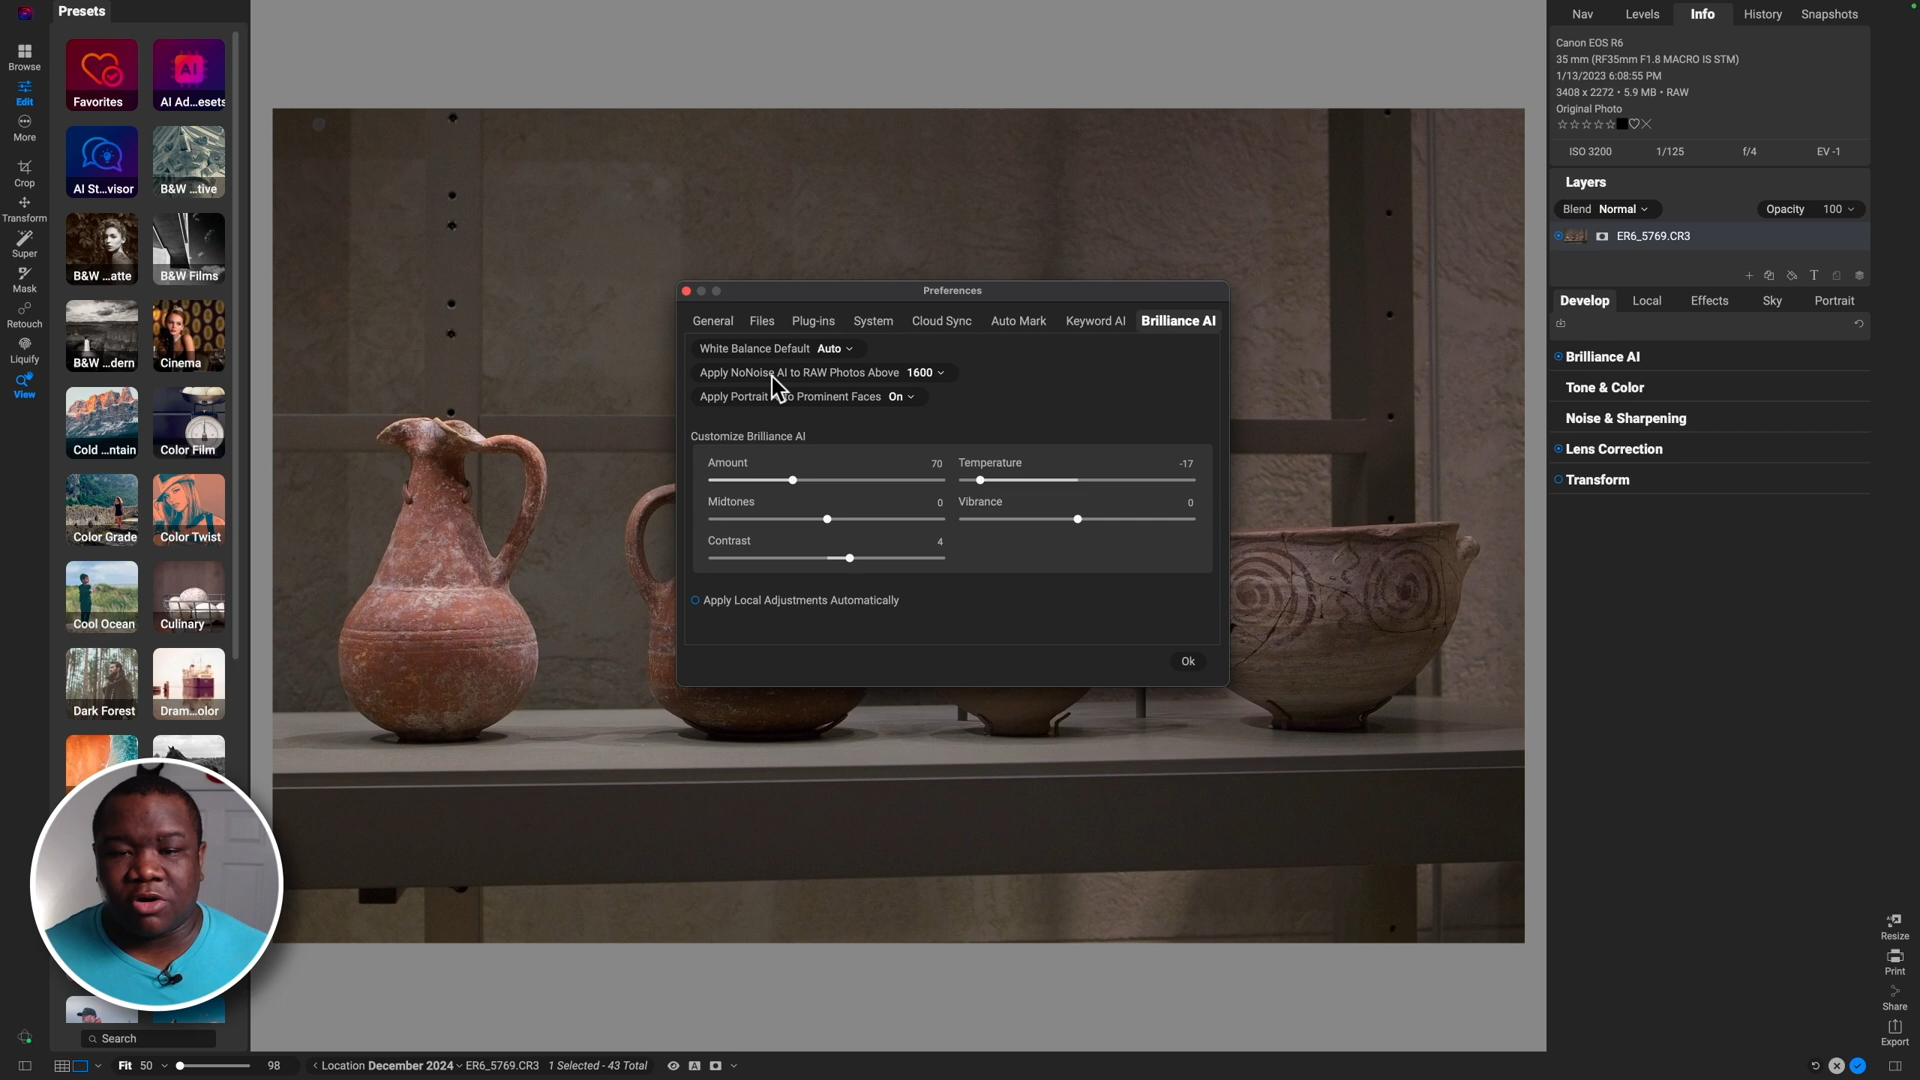 Presets
Nav
Levels
Info
History
Snapshots
Browse
Edit
More
Crop
Transform
Super
Mask
Retouch
Liquify
View
Favorites
AI Ad...esets
AI St...visor
B&W ...tive
B&W ...atte
B&W Films
B&W ...dern
Cinema
Cold ...ntain
Color Film
Color Grade
Color Twist
Cool Ocean
Culinary
Dark Forest
Dram...olor
Search
Canon EOS R6
35 mm (RF35mm F1.8 MACRO IS STM)
1/13/2023 6:08:55 PM
3408 x 2272 • 5.9 MB • RAW
Original Photo
ISO 3200 1/125 f/4 EV -1
Layers
Blend Normal Opacity 100
ER6_5769.CR3
Develop Local Effects Sky Portrait
Brilliance AI
Tone & Color
Noise & Sharpening
Lens Correction
Transform
Preferences
General Files Plug-ins System Cloud Sync Auto Mark Keyword AI Brilliance AI
White Balance Default Auto
Apply NoNoise AI to RAW Photos Above 1600
Apply Portrait to Prominent Faces On
Customize Brilliance AI
Amount 70
Temperature -17
Midtones 0
Vibrance 0
Contrast 4
Apply Local Adjustments Automatically
Ok
Resize
Print
Share
Export
Fit 50 98
< Location December 2024 ER6_5769.CR3 1 Selected - 43 Total